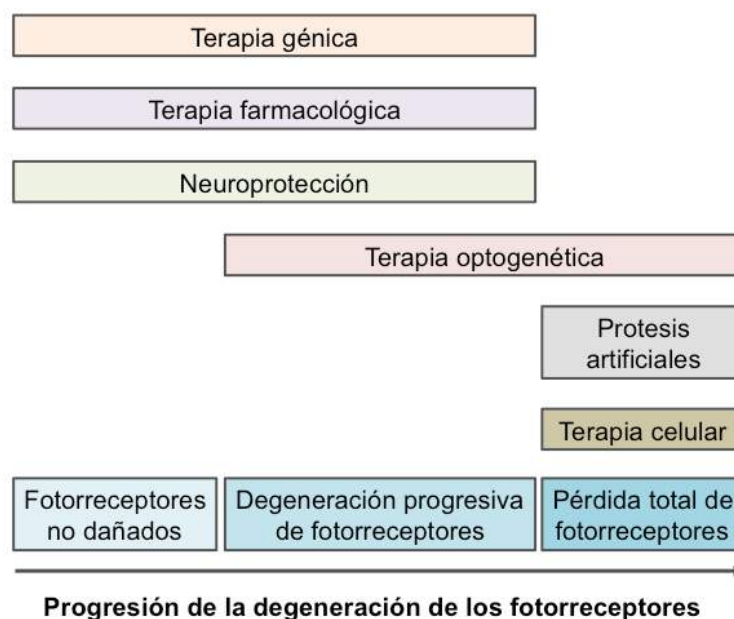 Terapia génica
Terapia farmacológica
Neuroprotección
Terapia optogenética
Protesis
artificiales
Terapia celular
Fotorreceptores
no dañados
Degeneración progresiva
de fotorreceptores
Pérdida total de
fotorreceptores
Progresión de la degeneración de los fotorreceptores